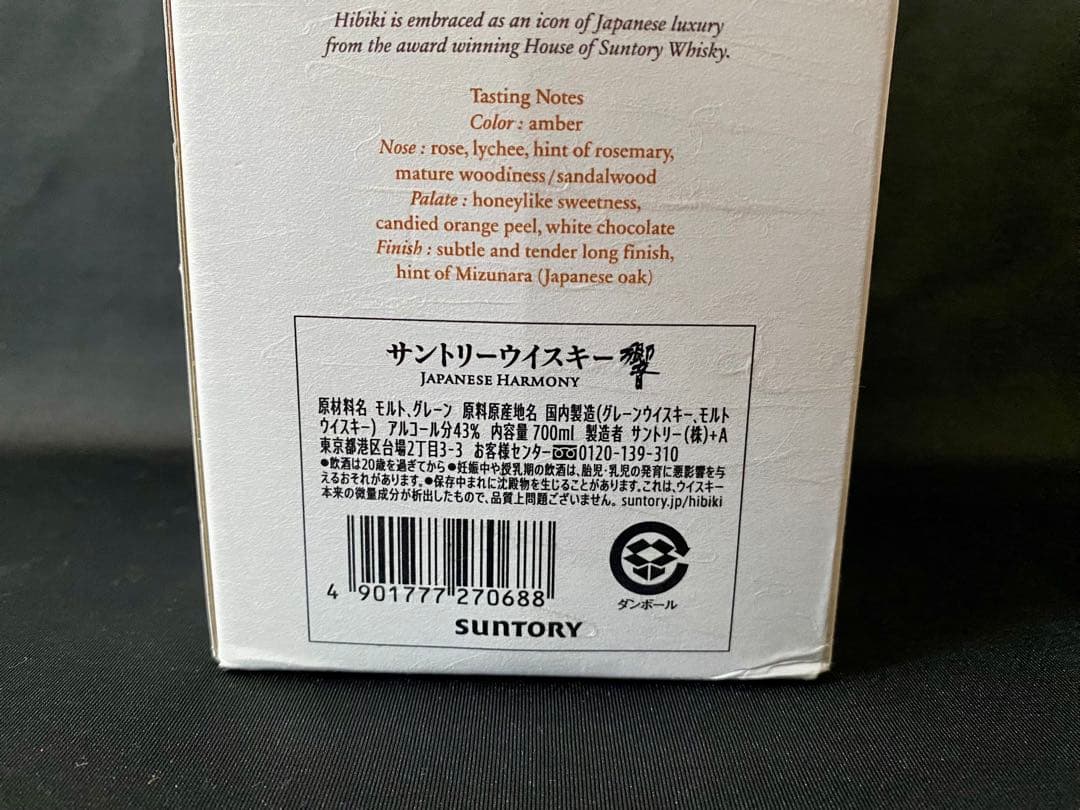 Hibiki is embraced as an icon of Japanese luxury
from the award winning House of Suntory Whisky.
Tasting Notes
Color : amber
Nose : rose, lychee, hint of rosemary,
mature woodiness/sandalwood
Palate : honeylike sweetness,
candied orange peel, white chocolate
Finish : subtle and tender long finish,
hint of Mizunara (Japanese oak)
サントリーウイスキー 響
JAPANESE HARMONY
原材料名 モルト、グレーン 原料原産地名 国内製造(グレーンウイスキー、モルト
ウイスキー) アルコール分43% 内容量 700ml 製造者 サントリー(株)+A
東京都港区台場2丁目3-3 お客様センター 0120-139-310
●飲酒は20歳を過ぎてから●妊娠中や授乳期の飲酒は、胎児・乳児の発育に悪影響を与
えるおそれがあります。●保存中まれに沈殿物を生じることがあります。これは、ウイスキー
本来の微量成分が析出したもので、品質上問題ございません。suntory.jp/hibiki
4 901777 270688
ダンボール
SUNTORY